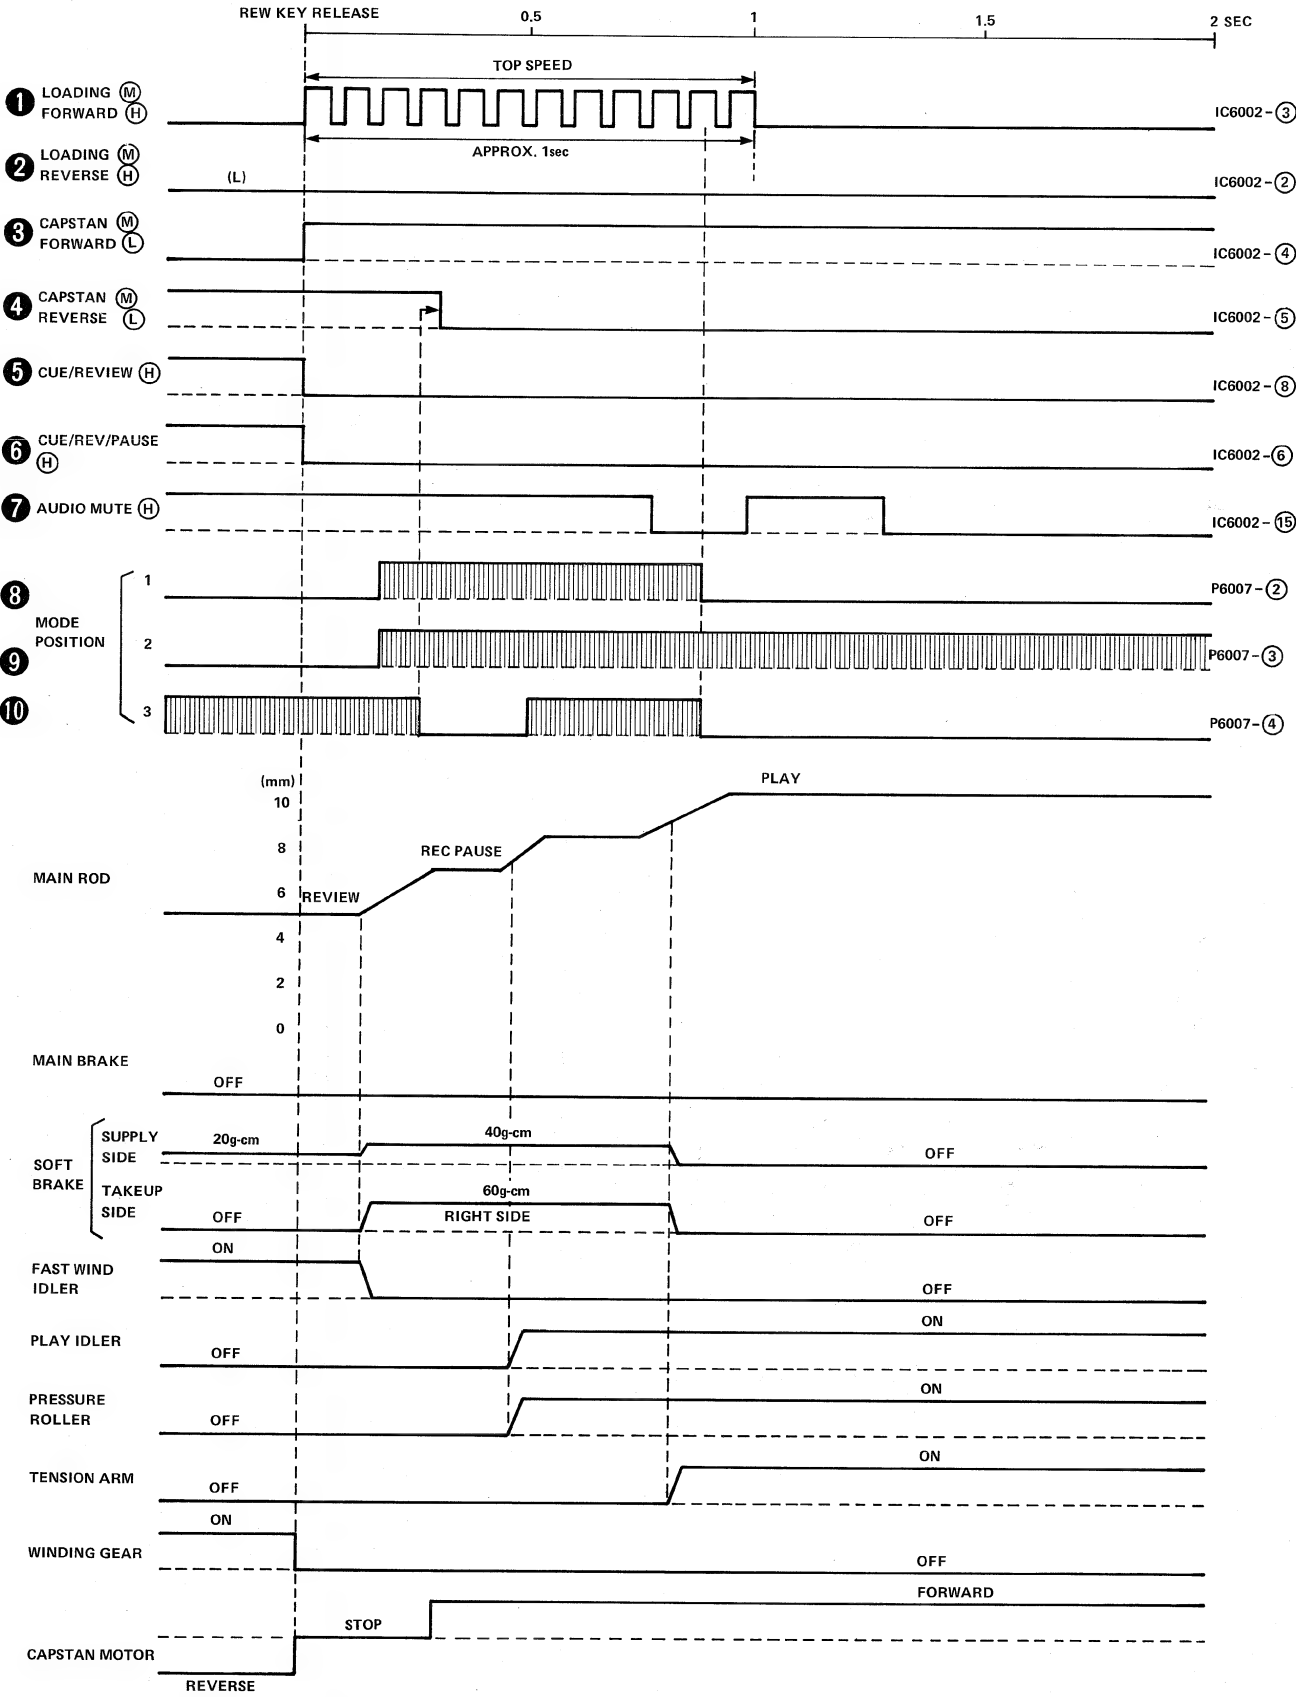 REW KEY RELEASE 0.5 1 1.5 2 SEC
TOP SPEED
1 LOADING M
FORWARD H
IC6002-3
APPROX. 1sec
2 LOADING M
REVERSE H
(L)
IC6002-2
3 CAPSTAN M
FORWARD L
IC6002-4
4 CAPSTAN M
REVERSE L
IC6002-5
5 CUE/REVIEW H
IC6002-8
6 CUE/REV/PAUSE
H
IC6002-6
7 AUDIO MUTE H
IC6002-15
8 1
P6007-2
MODE
POSITION
9 2
P6007-3
10 3
P6007-4
(mm)
10
8
6
4
2
0
MAIN ROD
REVIEW
REC PAUSE
PLAY
MAIN BRAKE
OFF
SOFT
BRAKE
SUPPLY
SIDE
20g-cm 40g-cm OFF
TAKEUP
SIDE
OFF 60g-cm OFF
RIGHT SIDE
FAST WIND
IDLER
ON OFF
PLAY IDLER
OFF ON
PRESSURE
ROLLER
OFF ON
TENSION ARM
OFF ON
WINDING GEAR
ON OFF
CAPSTAN MOTOR
REVERSE STOP FORWARD